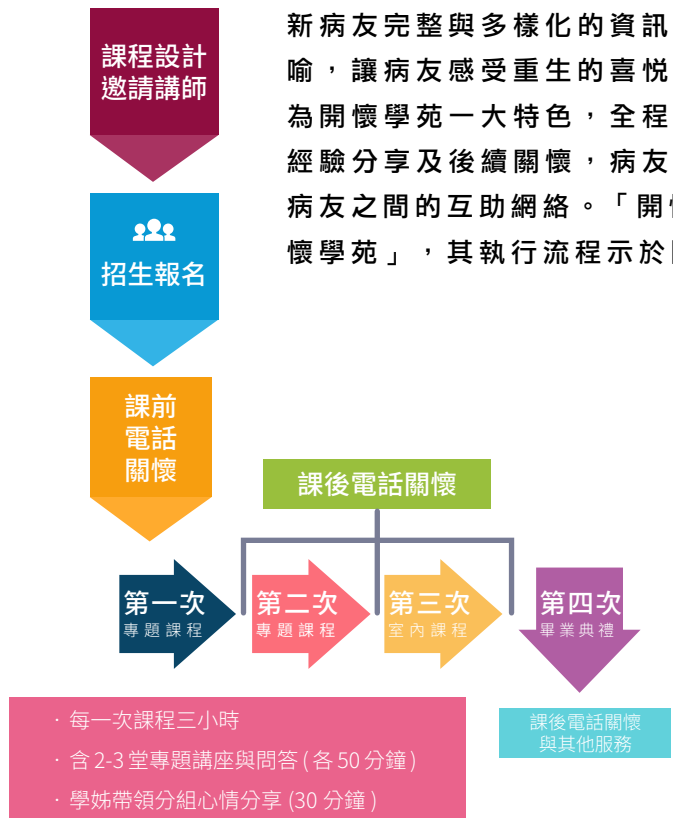 課程設計
邀請講師
新病友完整與多樣化的資訊
喻，讓病友感受重生的喜悅
為開懷學苑一大特色，全程
經驗分享及後續關懷，病友
病友之間的互助網絡。「開
懷學苑」，其執行流程示於
招生報名
課前
電話
關懷
課後電話關懷
第一次
專題課程
第二次
專題課程
第三次
室內課程
第四次
畢業典禮
· 每一次課程三小時
· 含 2-3 堂專題講座與問答 ( 各 50 分鐘 )
· 學姊帶領分組心情分享 (30 分鐘 )
課後電話關懷
與其他服務